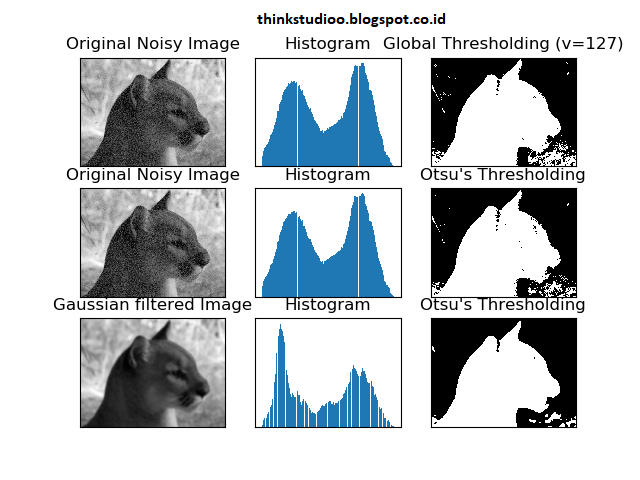 thinkstudioo.blogspot.co.id
Original Noisy Image Histogram Global Thresholding (v=127)
Original Noisy Image Histogram Otsu's Thresholding
Gaussian filtered Image Histogram Otsu's Thresholding